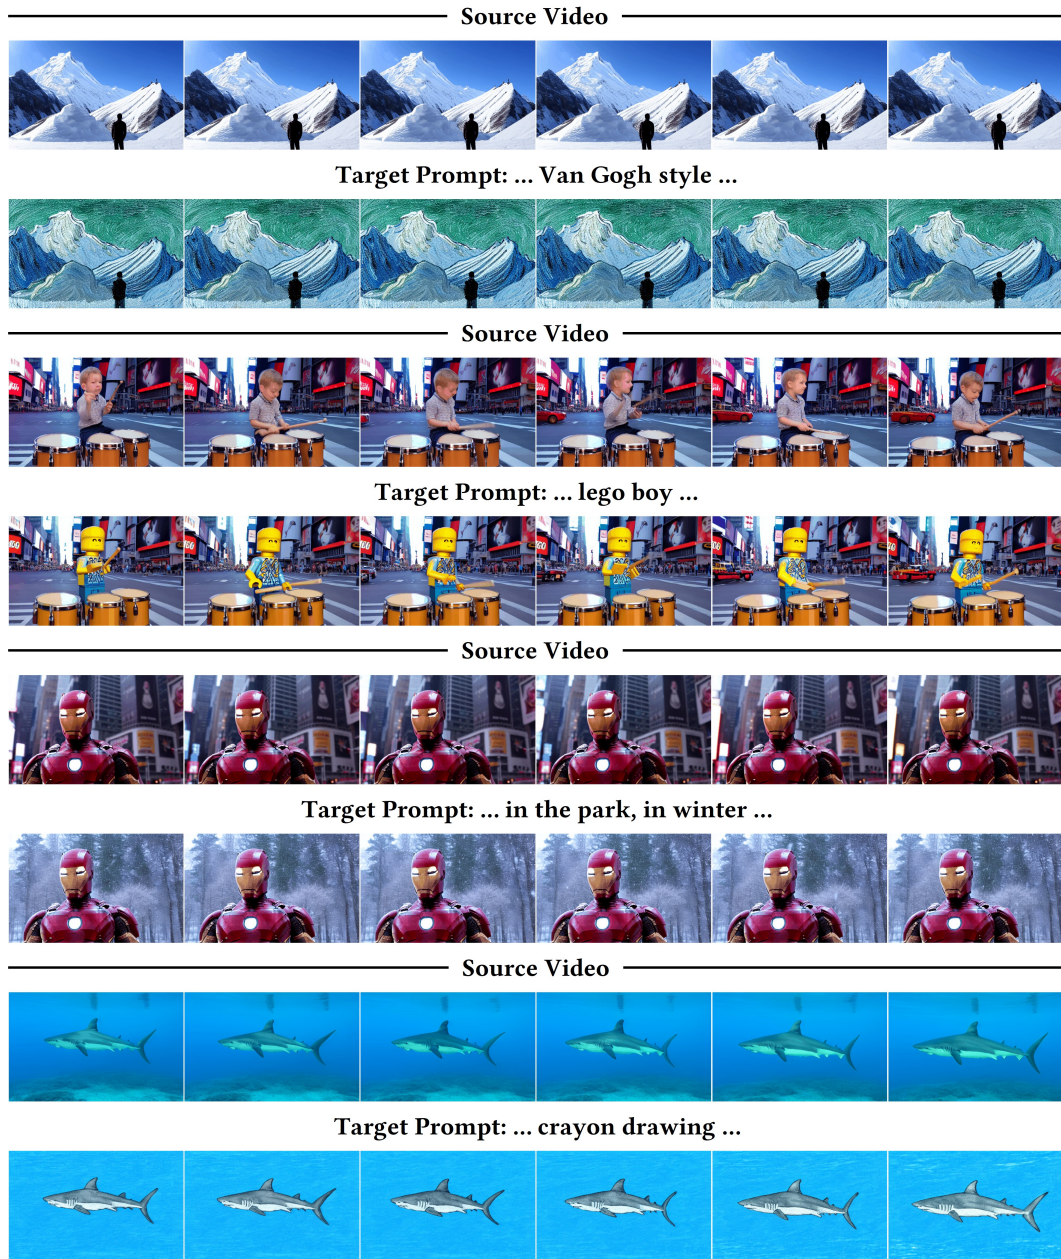 Source Video
Target Prompt: ... Van Gogh style ...
Source Video
Target Prompt: ... lego boy ...
Source Video
Target Prompt: ... in the park, in winter ...
Source Video
Target Prompt: ... crayon drawing ...